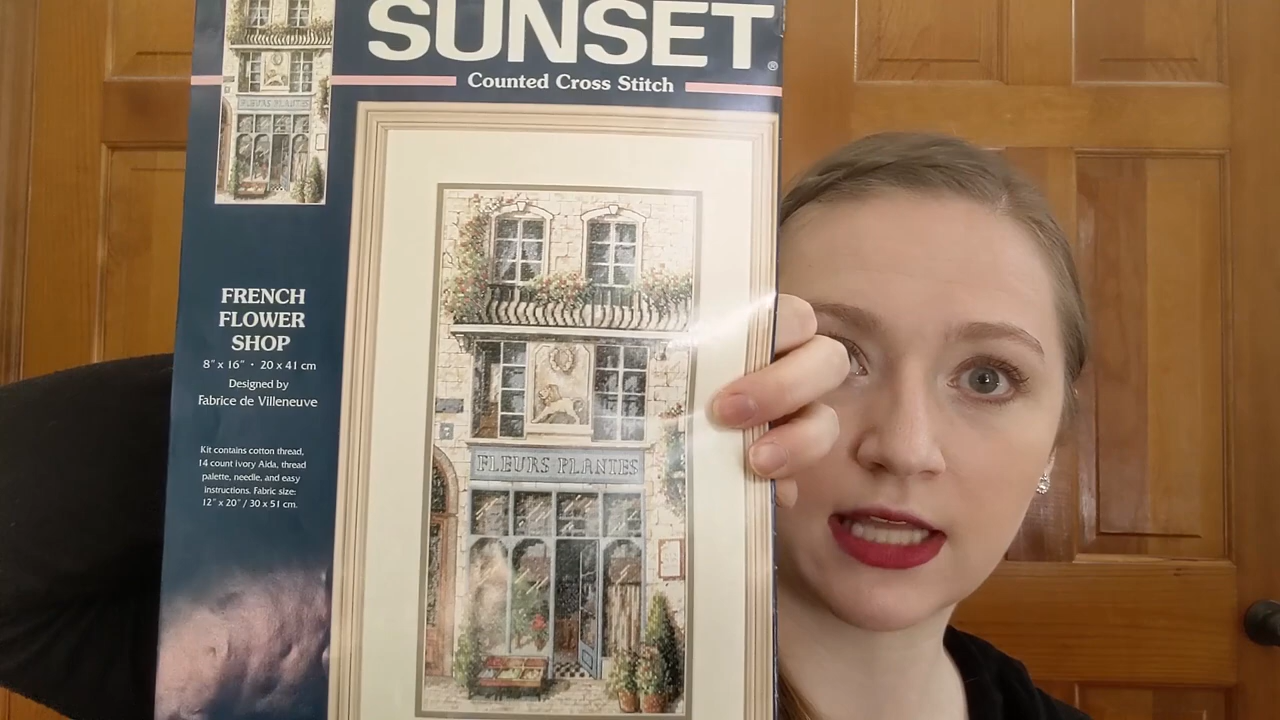 SUNSET®
Counted Cross Stitch
FLEURS PLANTES
FRENCH
FLOWER
SHOP
8" x 16" · 20 x 41 cm
Designed by
Fabrice de Villeneuve
Kit contains cotton thread,
14 count ivory Aida, thread
palette, needle, and easy
instructions. Fabric size:
12" x 20" / 30 x 51 cm.
FLEURS·PLANTES